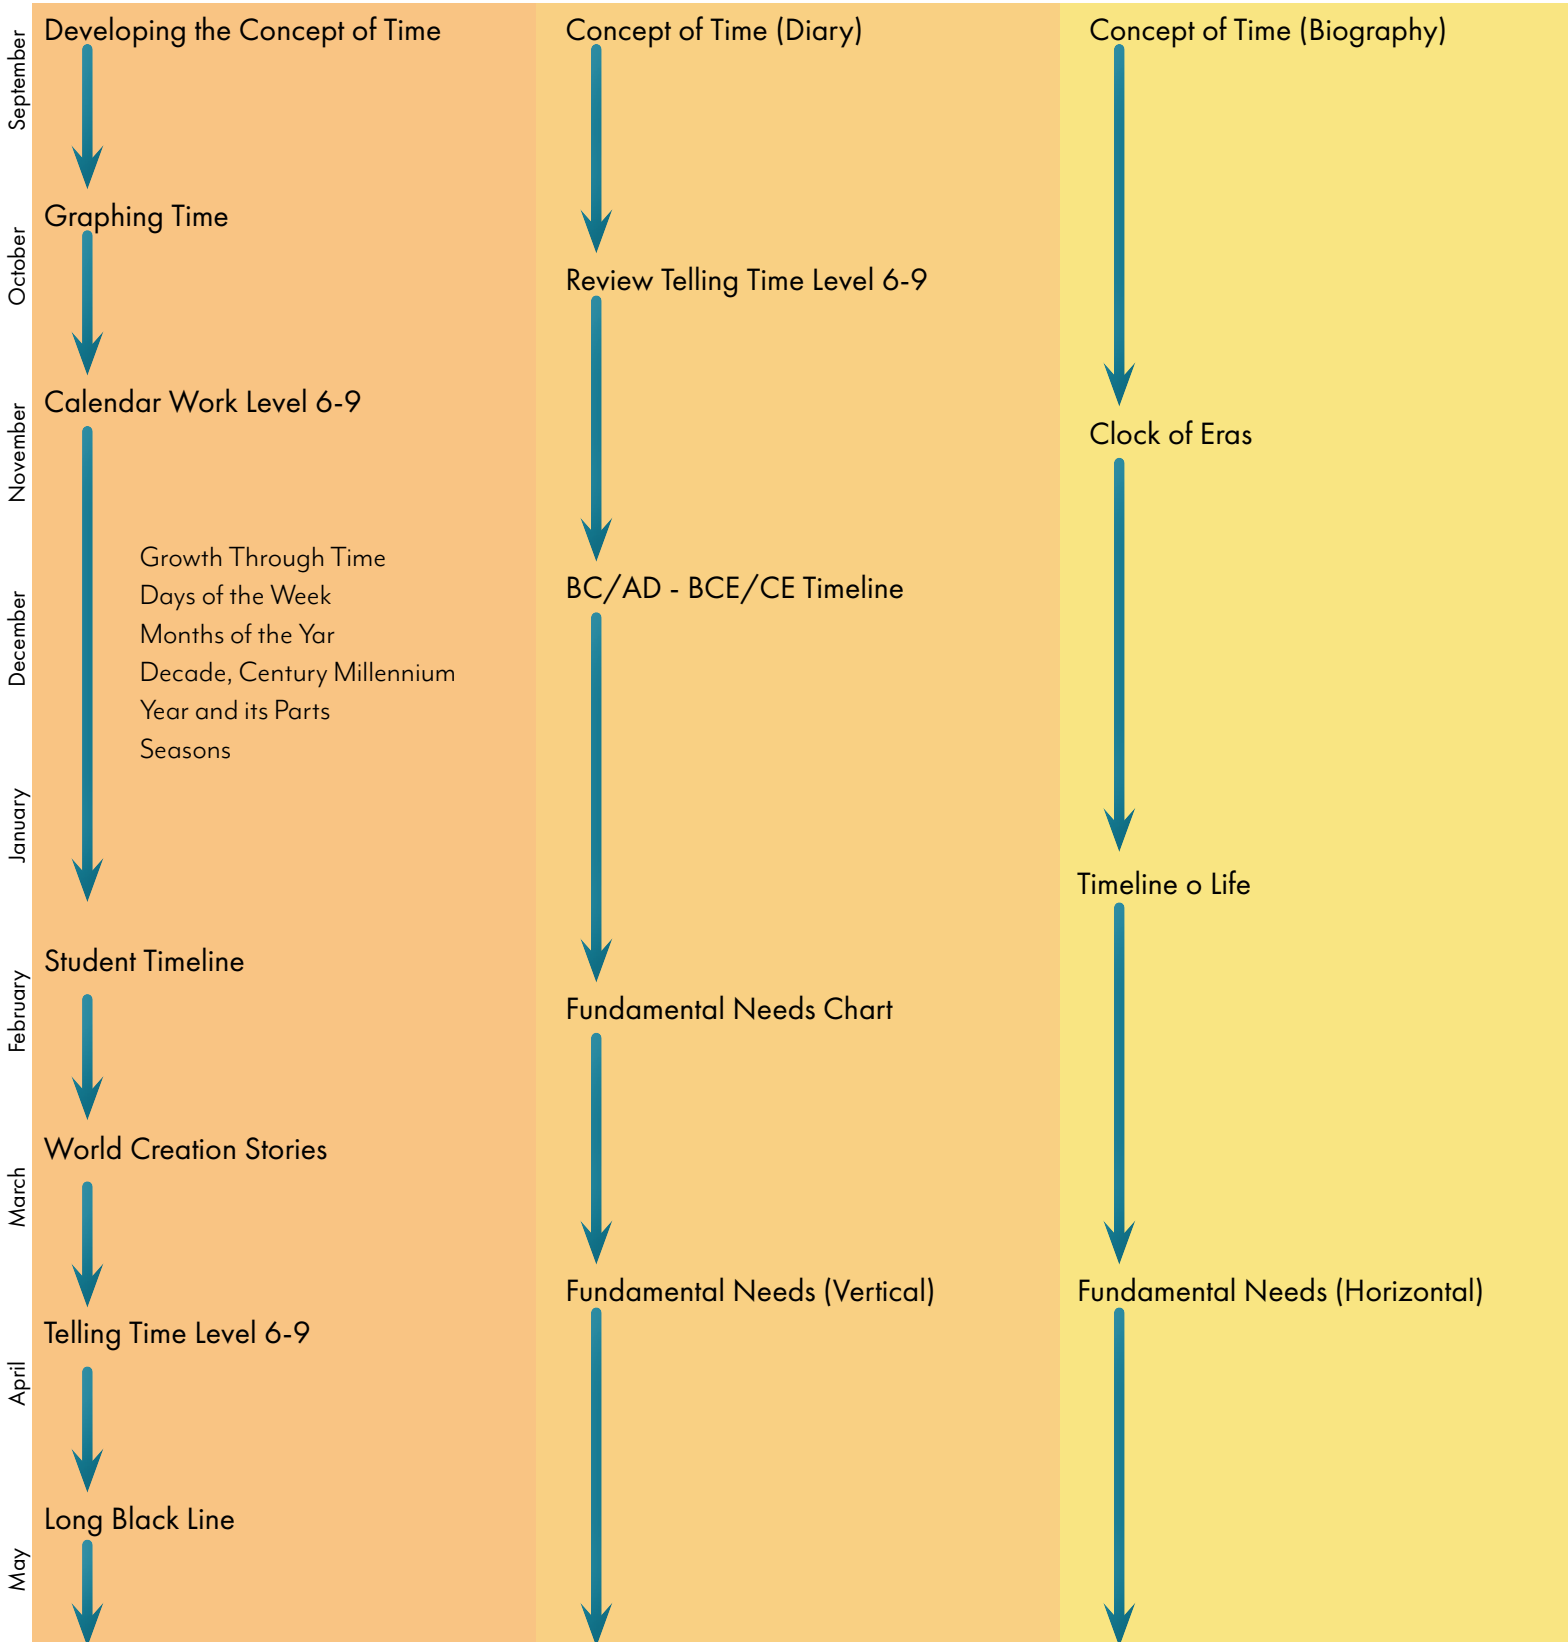 September
October
November
December
January
February
March
April
May
Developing the Concept of Time
Graphing Time
Calendar Work Level 6-9
Growth Through Time
Days of the Week
Months of the Yar
Decade, Century Millennium
Year and its Parts
Seasons
Student Timeline
World Creation Stories
Telling Time Level 6-9
Long Black Line
Concept of Time (Diary)
Review Telling Time Level 6-9
BC/AD - BCE/CE Timeline
Fundamental Needs Chart
Fundamental Needs (Vertical)
Concept of Time (Biography)
Clock of Eras
Timeline o Life
Fundamental Needs (Horizontal)